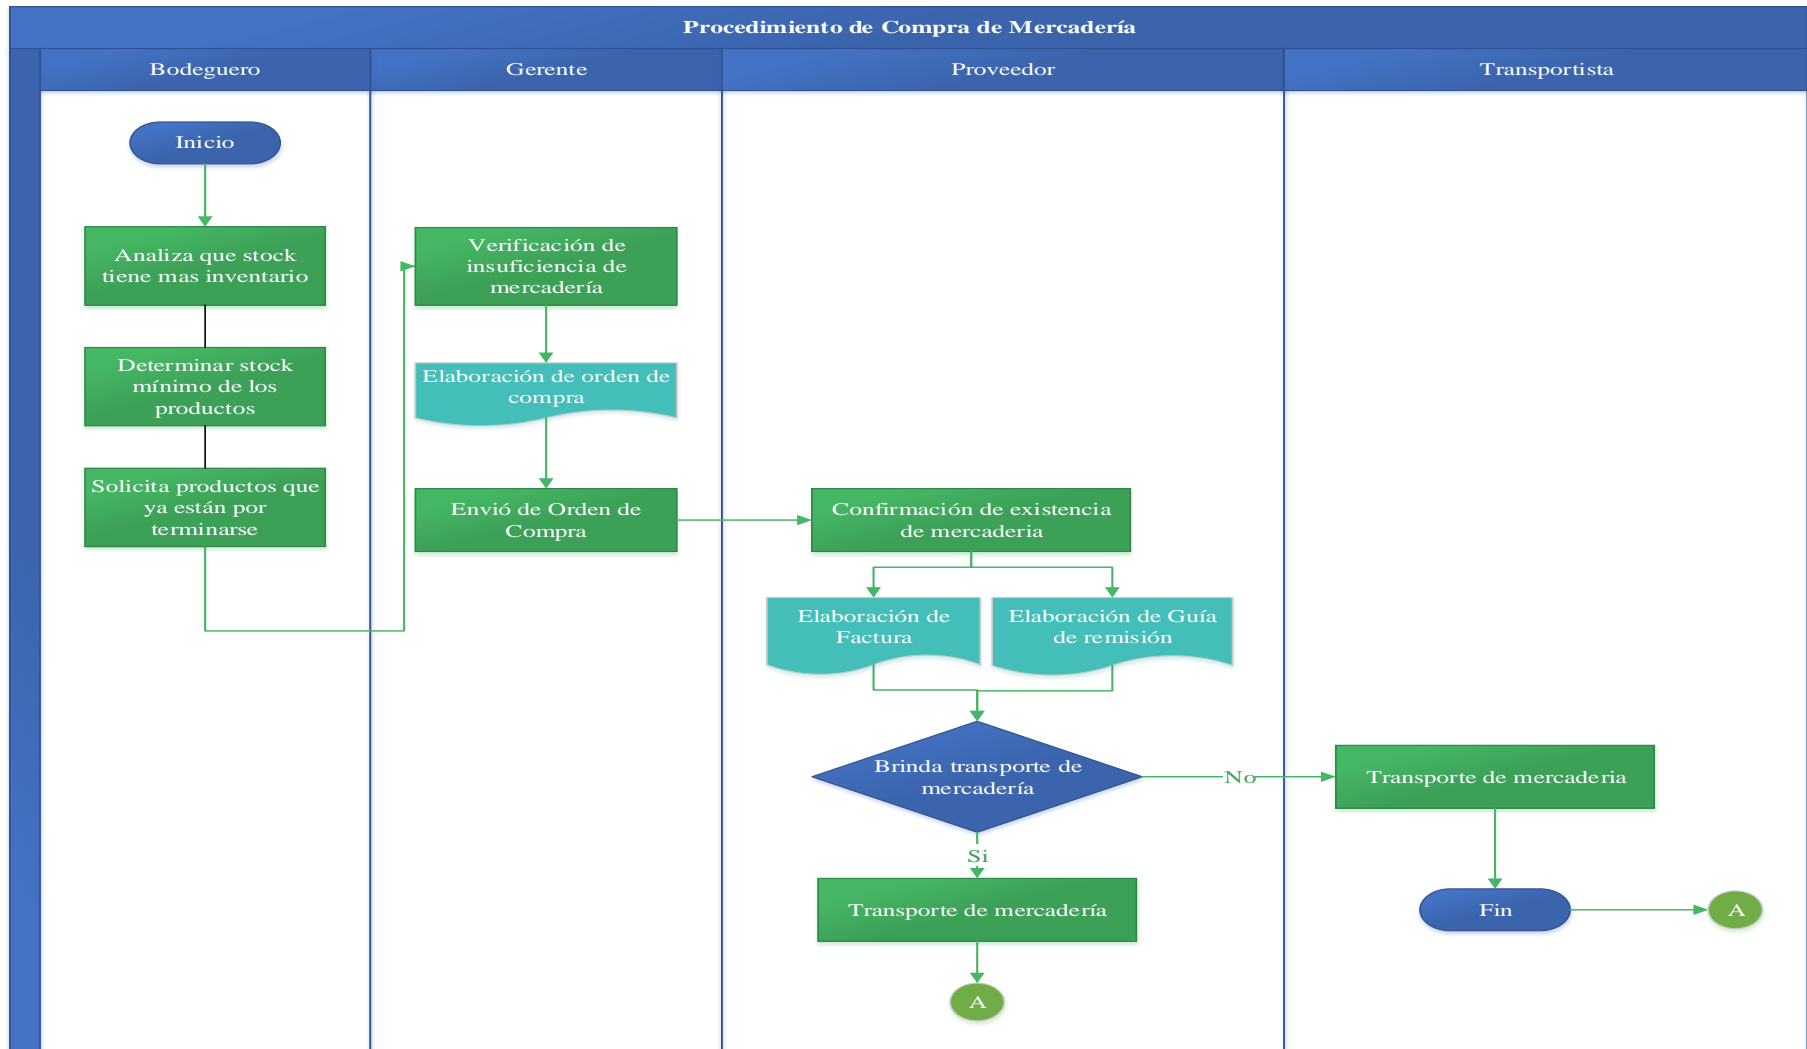 Procedimiento de Compra de Mercadería
Bodeguero
Gerente
Proveedor
Transportista
Inicio
Analiza que stock
tiene mas inventario
Determinar stock
mínimo de los
productos
Solicita productos que
ya están por
terminarse
Verificación de
insuficiencia de
mercadería
Elaboración de orden de
compra
Envió de Orden de
Compra
Confirmación de existencia
de mercaderia
Elaboración de
Factura
Elaboración de Guía
de remisión
Brinda transporte de
mercadería
No
Si
Transporte de mercadería
A
Transporte de mercaderia
Fin
A